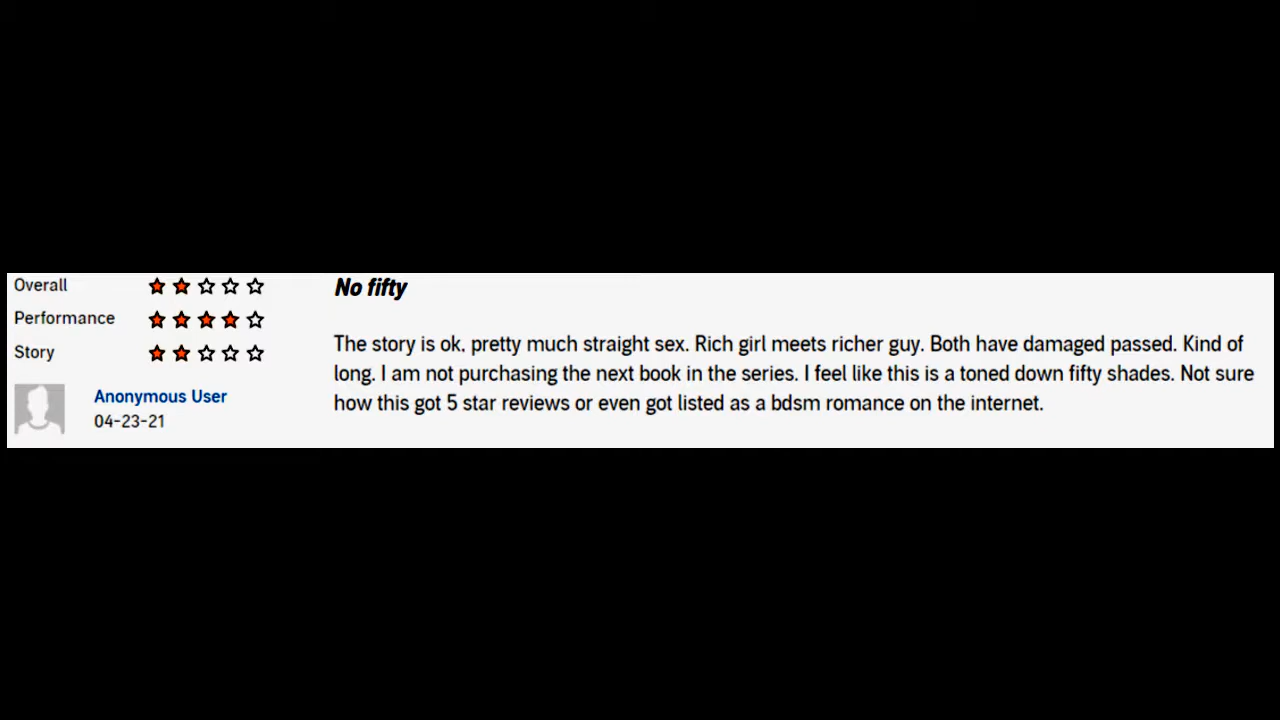 Overall
Performance
Story
Anonymous User
04-23-21
No fifty
The story is ok, pretty much straight sex. Rich girl meets richer guy. Both have damaged passed. Kind of
long. I am not purchasing the next book in the series. I feel like this is a toned down fifty shades. Not sure
how this got 5 star reviews or even got listed as a bdsm romance on the internet.